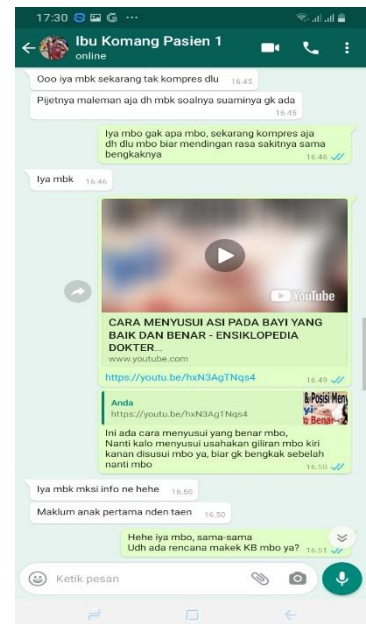 17:30
Ibu Komang Pasien 1
online
Ooo iya mbk sekarang tak kompres dlu 16.45
Pijetnya maleman aja dh mbk soalnya suaminya gk ada
16.45
Iya mbo gak apa mbo, sekarang kompres aja
dh dlu mbo biar mendingan rasa sakitnya sama
bengkaknya 16.46
Iya mbk 16.46
YouTube
CARA MENYUSUI ASI PADA BAYI YANG
BAIK DAN BENAR - ENSIKLOPEDIA
DOKTER...
www.youtube.com
https://youtu.be/hxN3AgTNqs4 16.49
Anda
https://youtu.be/hxN3AgTNqs4
Ini ada cara menyusui yang benar mbo,
Nanti kalo menyusui usahakan giliran mbo kiri
kanan disusui mbo ya, biar gk bengkak sebelah
nanti mbo 16.50
Iya mbk mksi info ne hehe 16.50
Maklum anak pertama nden taen 16.50
Hehe iya mbo, sama-sama
Udh ada rencana makek KB mbo ya? 16.51
Ketik pesan